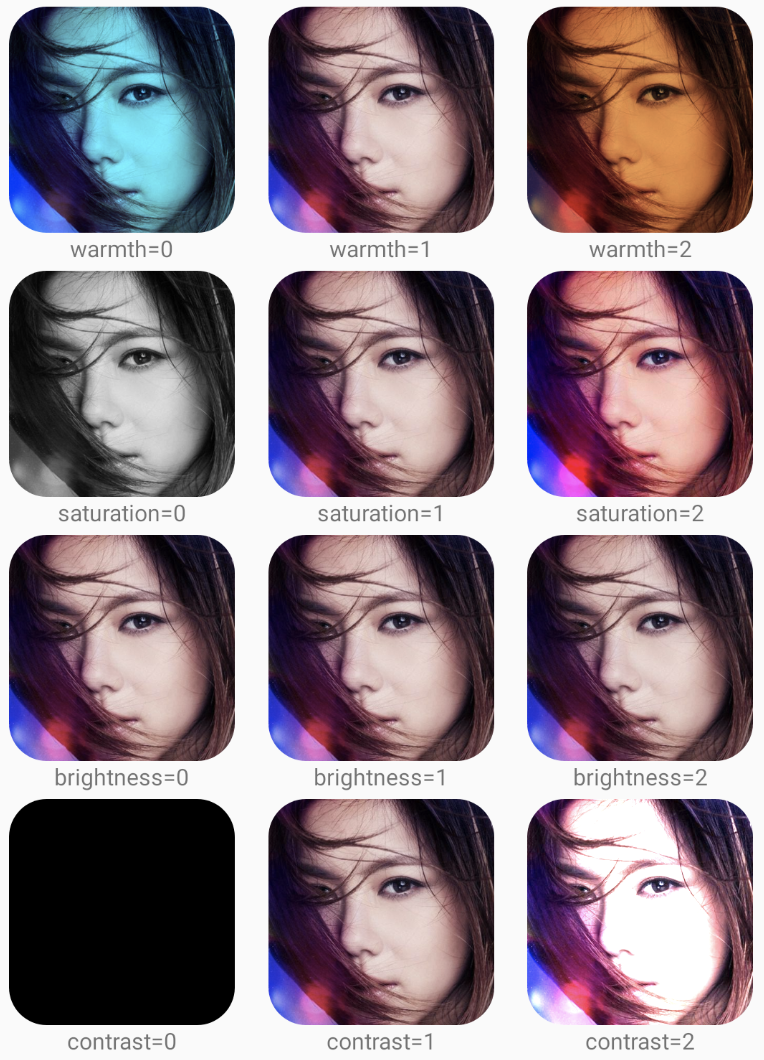 warmth=0 warmth=1 warmth=2
saturation=0 saturation=1 saturation=2
brightness=0 brightness=1 brightness=2
contrast=0 contrast=1 contrast=2